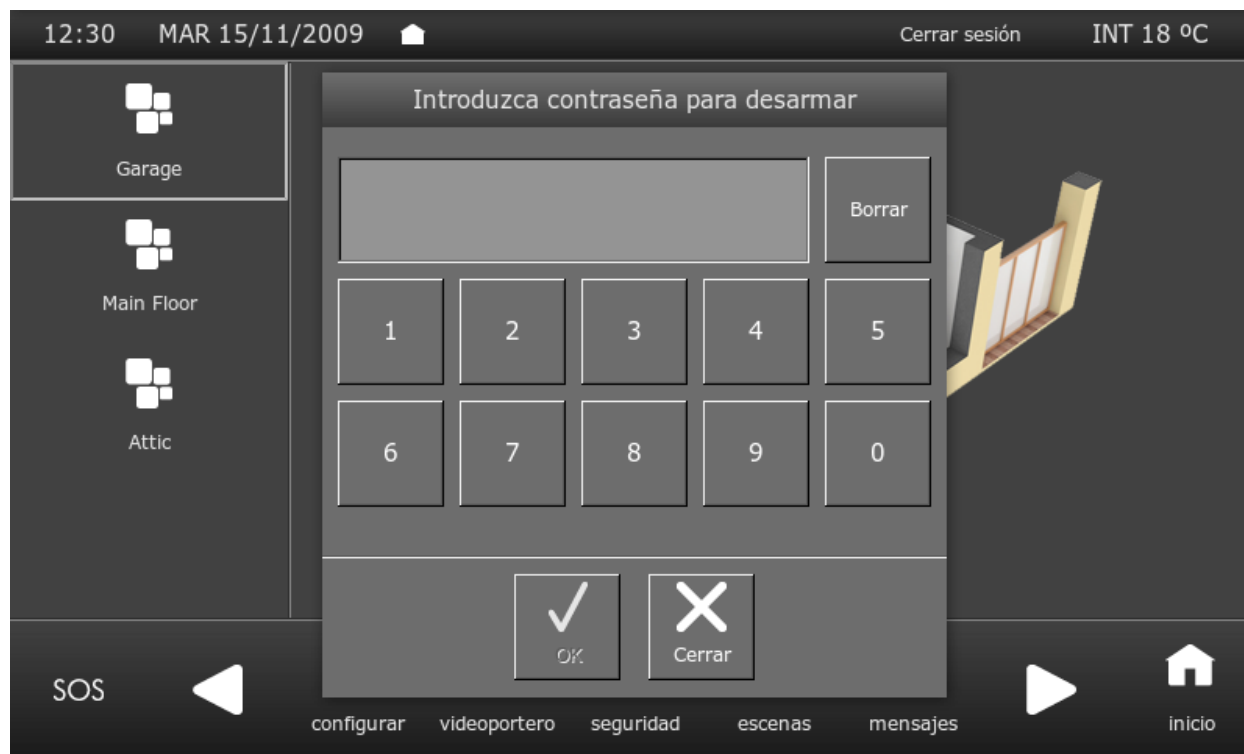 12:30 MAR 15/11/2009 Cerrar sesión INT 18 ºC
Garage
Main Floor
Attic
Introduzca contraseña para desarmar
Borrar
1 2 3 4 5
6 7 8 9 0
OK Cerrar
SOS
configurar videoportero seguridad escenas mensajes inicio